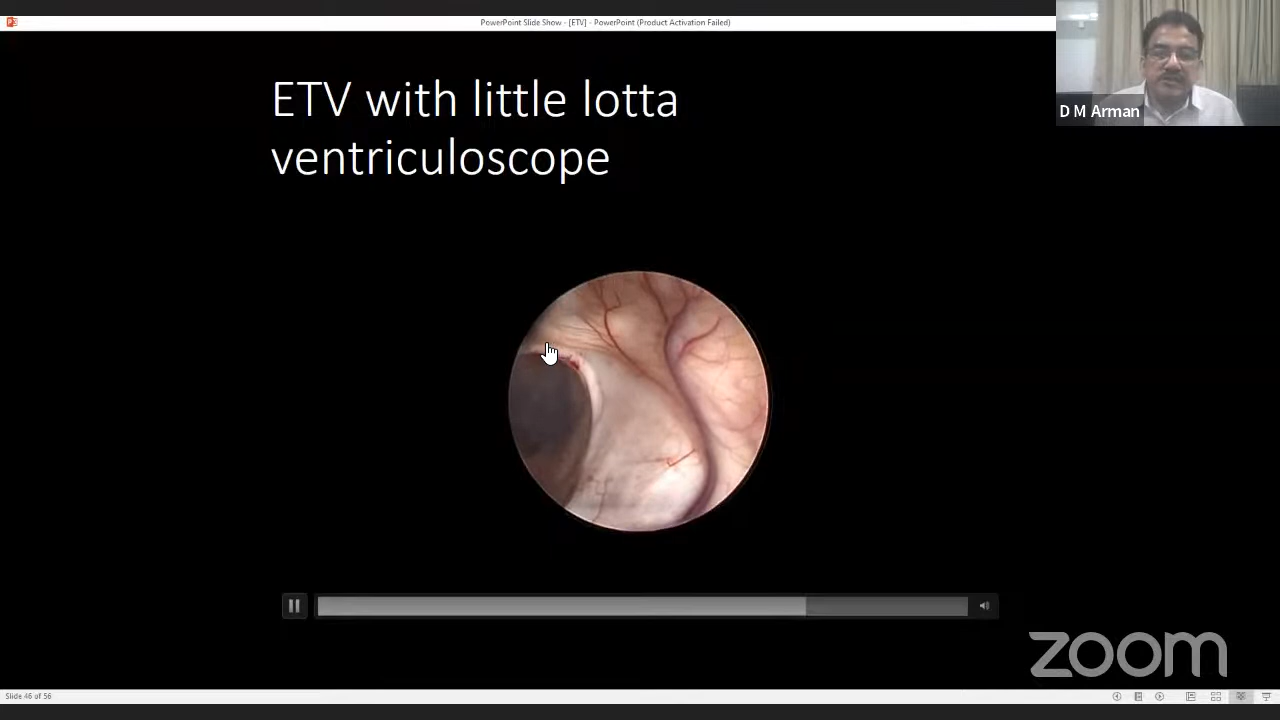 PowerPoint Slide Show - [ETV] - PowerPoint (Product Activation Failed)
ETV with little lotta
ventriculoscope
D M Arman
zoom
Slide 46 of 56